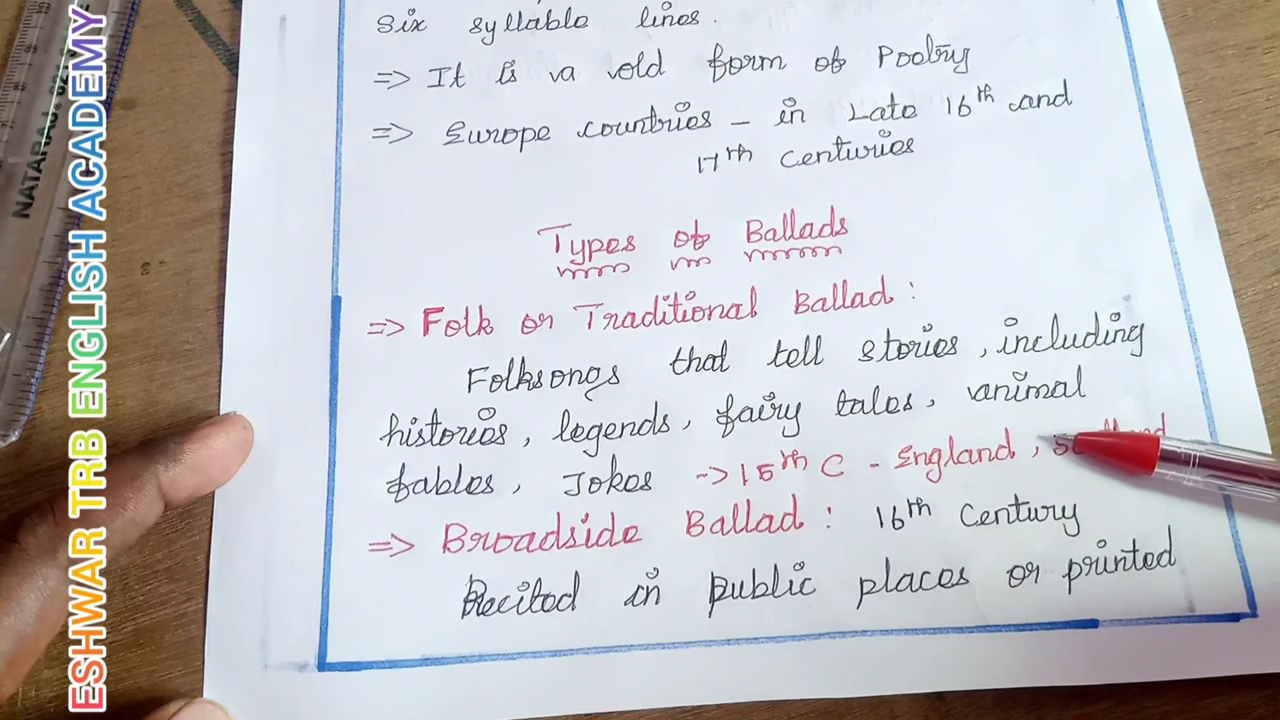 Six syllable lines.
=> It is a old form of Poetry
=> Europe countries - in Late 16th and
17th Centuries
Types of Ballads
=> Folk or Traditional Ballad :
Folksongs that tell stories, including
histories, legends, fairy tales, animal
fables, Jokes -> 15th C - England,
=> Broadside Ballad : 16th Century
Recited in public places or printed
ESHWAR TRB ENGLISH ACADEMY
NATARAJ